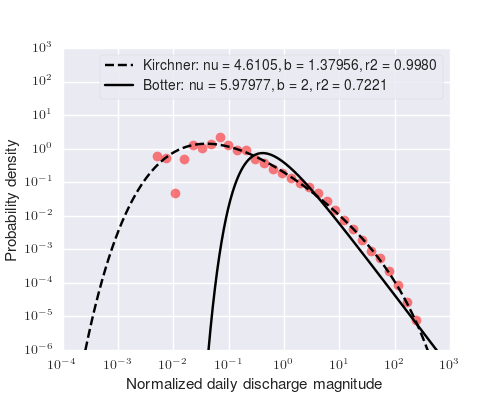 Kirchner: nu = 4.6105, b = 1.37956, r2 = 0.9980
Botter: nu = 5.97977, b = 2, r2 = 0.7221
Probability density
10³
10²
10¹
10⁰
10⁻¹
10⁻²
10⁻³
10⁻⁴
10⁻⁵
10⁻⁶
10⁻⁴ 10⁻³ 10⁻² 10⁻¹ 10⁰ 10¹ 10² 10³
Normalized daily discharge magnitude